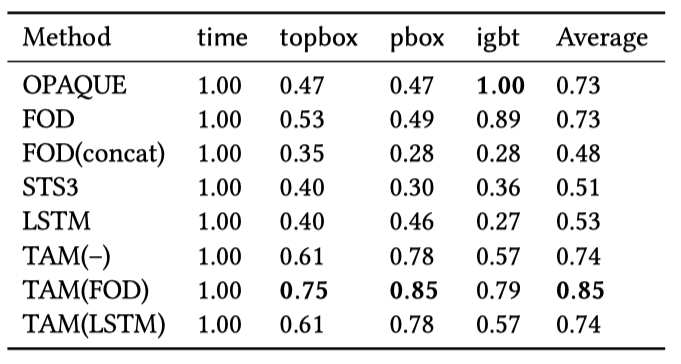 Method time topbox pbox igbt Average
OPAQUE 1.00 0.47 0.47 1.00 0.73
FOD 1.00 0.53 0.49 0.89 0.73
FOD(concat) 1.00 0.35 0.28 0.28 0.48
STS3 1.00 0.40 0.30 0.36 0.51
LSTM 1.00 0.40 0.46 0.27 0.53
TAM(–) 1.00 0.61 0.78 0.57 0.74
TAM(FOD) 1.00 0.75 0.85 0.79 0.85
TAM(LSTM) 1.00 0.61 0.78 0.57 0.74